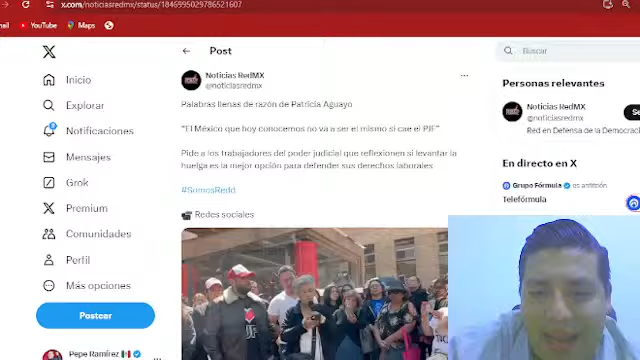 x.com/noticiasredmx/status/1846995029786521607
YouTube
Maps
Post
Buscar
Inicio
Explorar
Notificaciones
Mensajes
Grok
Premium
Comunidades
Perfil
Más opciones
Postear
Pepe Ramírez
Noticias RedMX
@noticiasredmx
Palabras llenas de razón de Patricia Aguayo
"El México que hoy conocemos no va a ser el mismo si cae el PJF"
Pide a los trabajadores del poder judicial que reflexionen si levantar la
huelga es la mejor opción para defender sus derechos laborales
#SomosRedd
Redes sociales
Personas relevantes
Noticias RedMX
@noticiasredmx
Red en Defensa de la Democracia
En directo en X
Grupo Fórmula
es anfitrión
Telefórmula